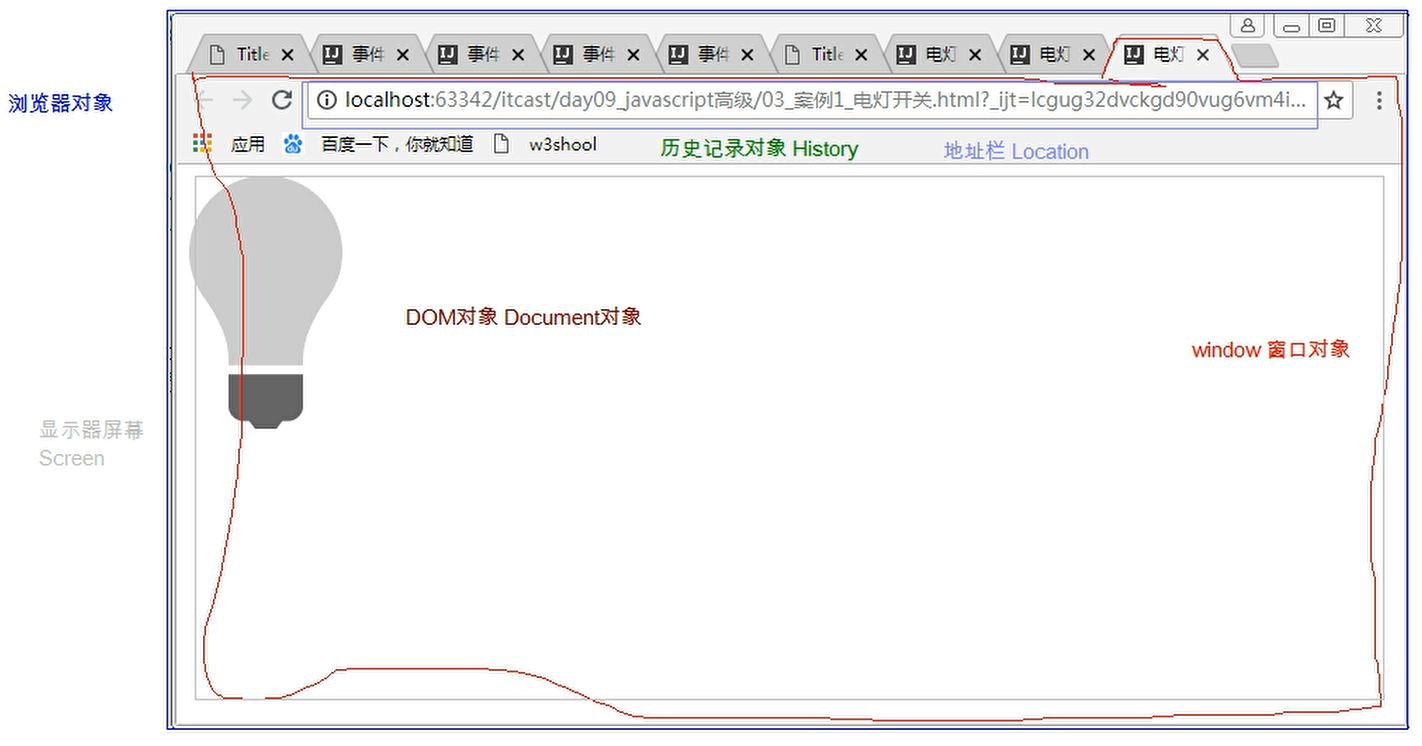 Title
事件
事件
事件
事件
Title
电灯
电灯
电灯
浏览器对象
localhost:63342/itcast/day09_javascript高级/03_案例1_电灯开关.html?_ijt=lcgug32dvckgd90vug6vm4i...
应用
百度一下，你就知道
w3shool
历史记录对象 History
地址栏 Location
DOM对象 Document对象
window 窗口对象
显示器屏幕
Screen